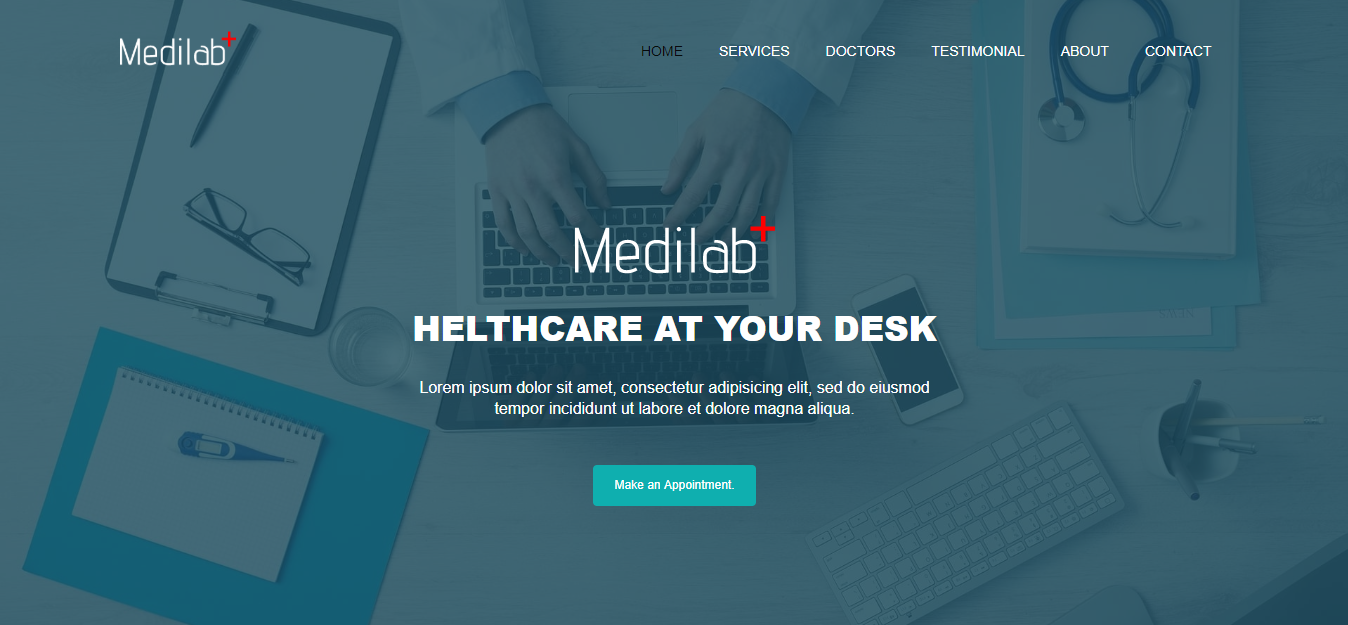 Medilab+
HOME SERVICES DOCTORS TESTIMONIAL ABOUT CONTACT
Medilab+
HELTHCARE AT YOUR DESK
Lorem ipsum dolor sit amet, consectetur adipisicing elit, sed do eiusmod
tempor incididunt ut labore et dolore magna aliqua.
Make an Appointment.